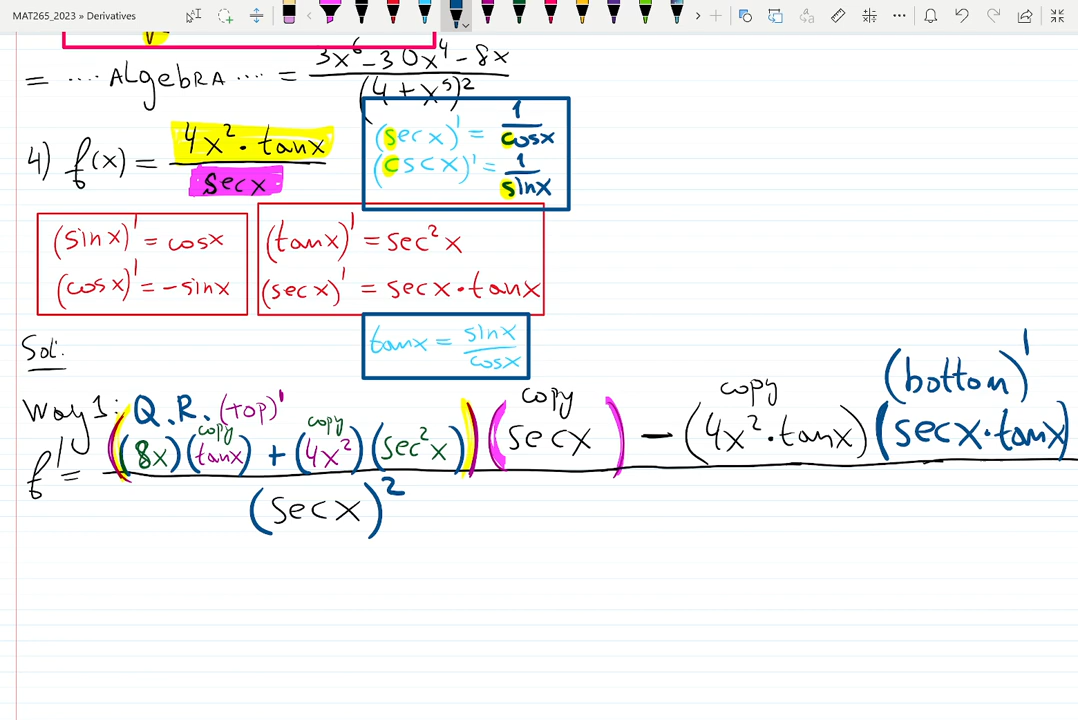 MAT265_2023 » Derivatives
= .... ALgebRA .... = (3x⁶ - 30x⁴ - 8x) / (4 + x⁵)²
4) f(x) = (4x² · tanx) / secx
(secx)' = 1/cosx
(cscx)' = 1/sinx
(sinx)' = cosx
(cosx)' = -sinx
(tanx)' = sec²x
(secx)' = secx · tanx
tanx = sinx/cosx
Sol:
Way 1: Q.R. (top)' copy copy copy copy (bottom)'
f' = (((8x)(tanx) + (4x²)(sec²x))(secx) - (4x² · tanx)(secx · tanx)) / (secx)²